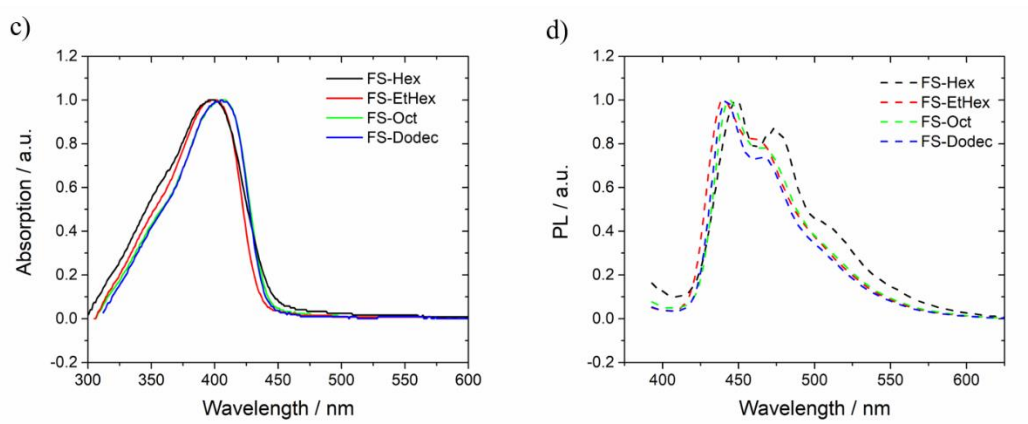 c)
1.2
1.0
0.8
0.6
0.4
0.2
0.0
-0.2
Absorption / a.u.
FS-Hex
FS-EtHex
FS-Oct
FS-Dodec
300 350 400 450 500 550 600
Wavelength / nm
d)
1.2
1.0
0.8
0.6
0.4
0.2
0.0
-0.2
PL / a.u.
FS-Hex
FS-EtHex
FS-Oct
FS-Dodec
400 450 500 550 600
Wavelength / nm